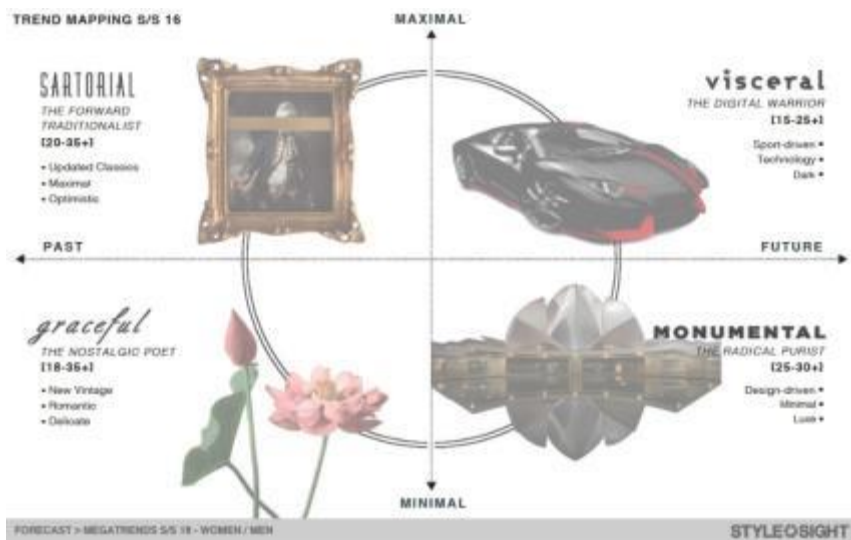 TREND MAPPING S/S 16
MAXIMAL
SARTORIAL
THE FORWARD
TRADITIONALIST
[20-35+]
• Updated Classics
• Maximal
• Optimistic
visceral
THE DIGITAL WARRIOR
[15-25+]
Sport-driven •
Technology •
Dark •
PAST
FUTURE
graceful
THE NOSTALGIC POET
[18-35+]
• New Vintage
• Romantic
• Delicate
MONUMENTAL
THE RADICAL PURIST
[25-30+]
Design-driven •
Minimal •
Luxe •
MINIMAL
FORECAST > MEGATRENDS S/S 16 - WOMEN / MEN
STYLESIGHT